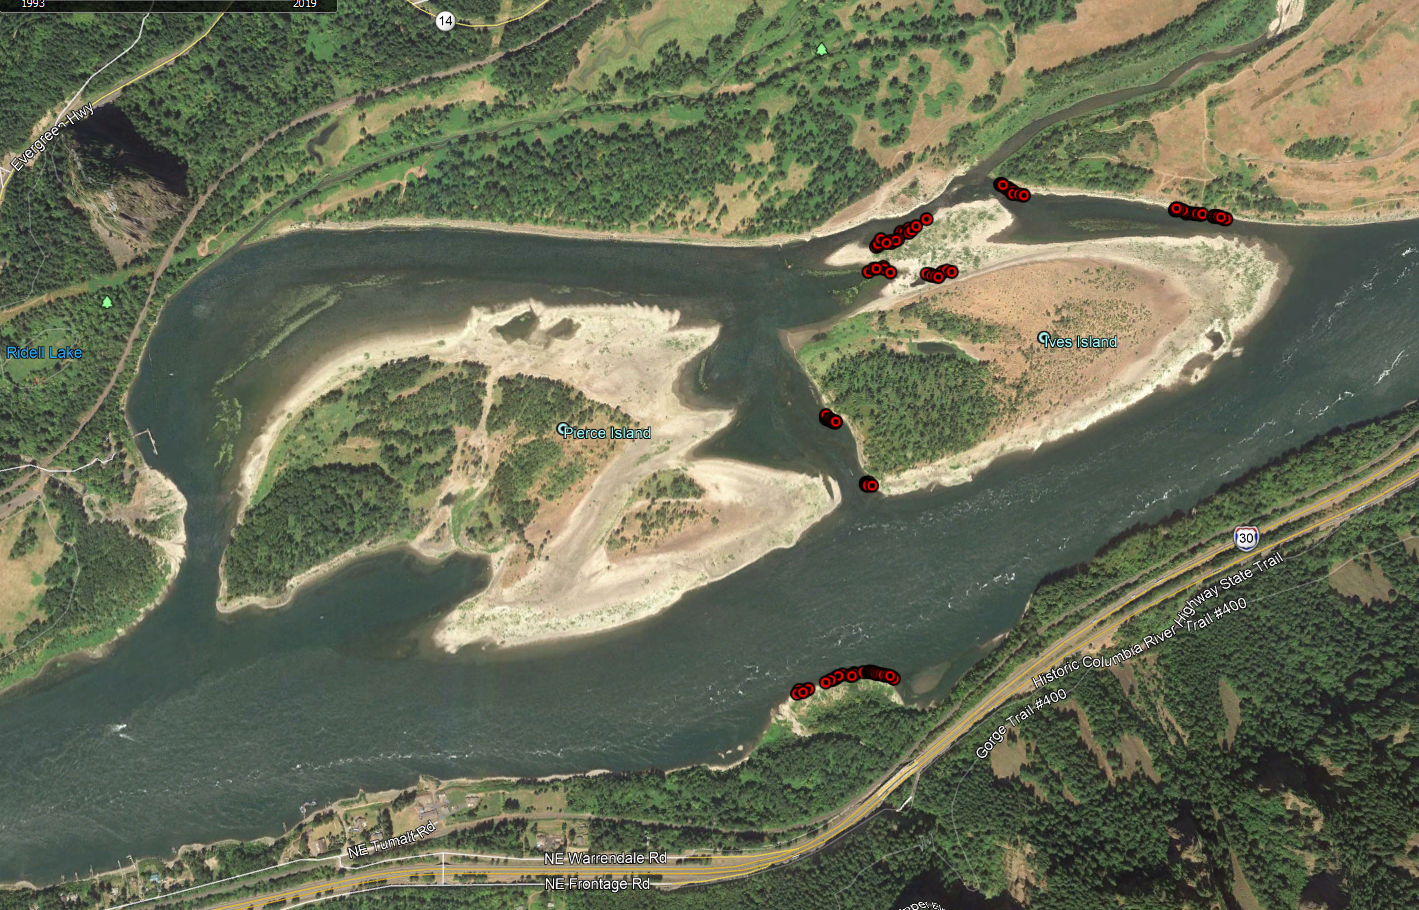 1993
2019
14
Evergreen Hwy
Ridell Lake
Ives Island
Pierce Island
30
Historic Columbia River Highway State Trail
Trail #400
Gorge Trail #400
NE Tumalt Rd
NE Warrendale Rd
NE Frontage Rd